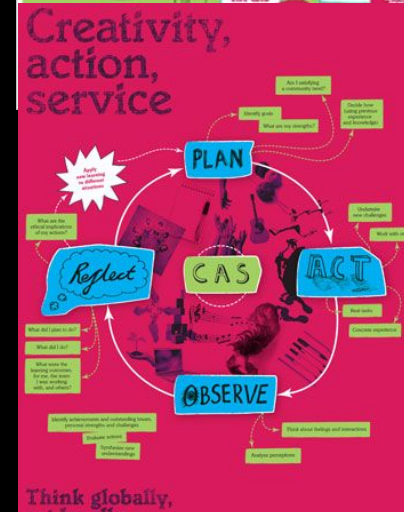 Creativity,
action,
service
Am I satisfying
a community need?
Identify goals
What are my strengths?
Decide how
using previous
experience
and knowledge
PLAN
Apply
new learning
to different
situations
What are the
ethical implications
of my actions?
Undertake
new challenges
Work with
Reflect
CAS
ACT
Real tasks
Concrete experience
What did I plan to do?
What did I do?
What were the
learning outcomes,
for me, the team
I was working
with, and others?
OBSERVE
Identify achievements and outstanding issues,
personal strengths and challenges
Evaluate actions
Synthesize new
understandings
Think about feelings and interactions
Analyse perceptions
Think globally,